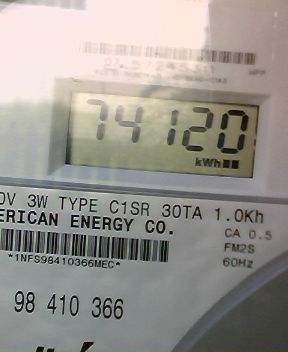 74120
kWh
0V 3W TYPE C1SR 30TA 1.0Kh
ERICAN ENERGY CO.
CA 0.5
FM2S
60Hz
*1NFS98410366MEC*
98 410 366